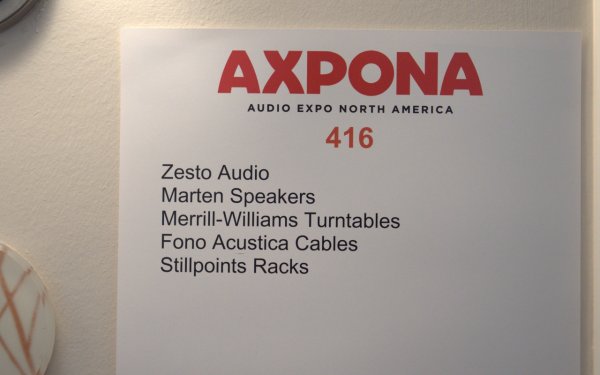 AXPONA
AUDIO EXPO NORTH AMERICA
416
Zesto Audio
Marten Speakers
Merrill-Williams Turntables
Fono Acustica Cables
Stillpoints Racks